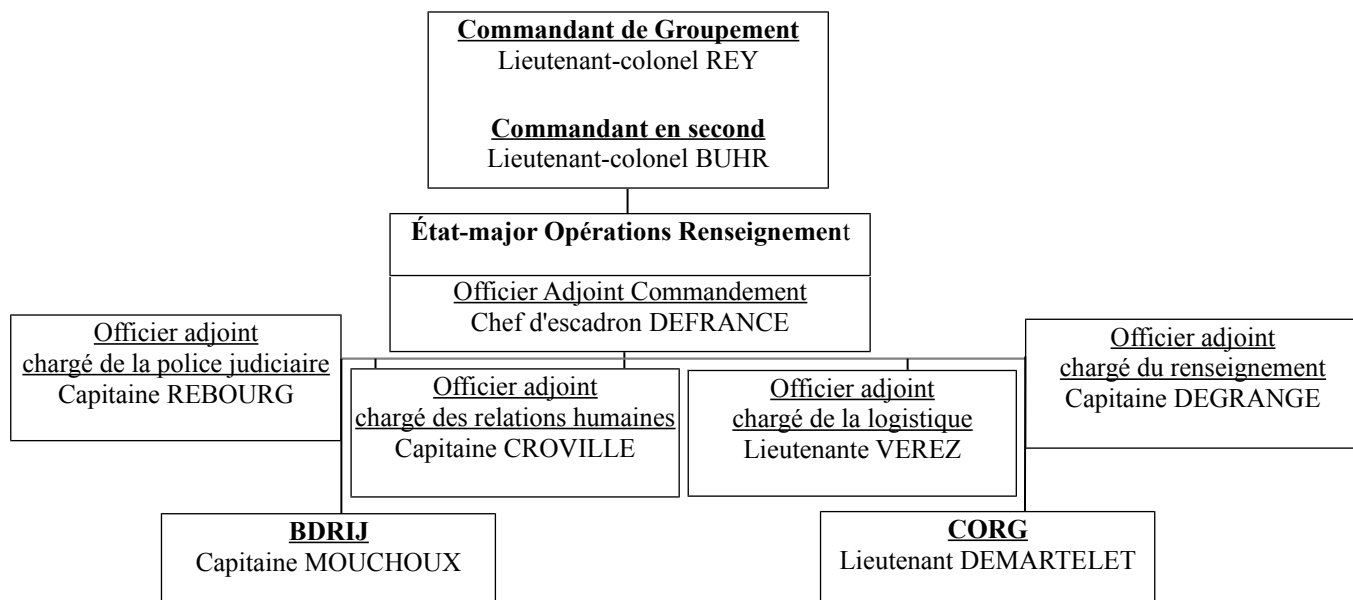 Commandant de Groupement
Lieutenant-colonel REY
Commandant en second
Lieutenant-colonel BUHR
État-major Opérations Renseignement
Officier Adjoint Commandement
Chef d'escadron DEFRANCE
Officier adjoint
chargé de la police judiciaire
Capitaine REBOURG
Officier adjoint
chargé des relations humaines
Capitaine CROVILLE
Officier adjoint
chargé de la logistique
Lieutenante VEREZ
Officier adjoint
chargé du renseignement
Capitaine DEGRANGE
BDRIJ
Capitaine MOUCHOUX
CORG
Lieutenant DEMARTELET